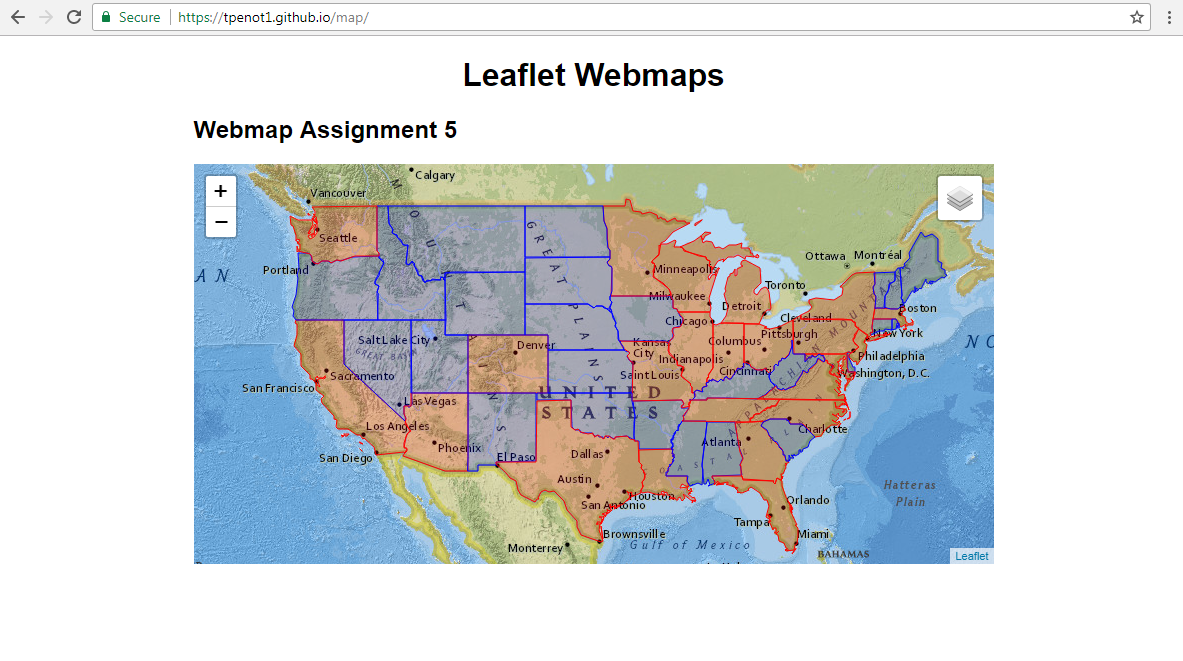 Secure
https://tpenot1.github.io/map/
Leaflet Webmaps
Webmap Assignment 5
+
−
Calgary
Vancouver
Seattle
Portland
A N
M O U N T A I N S
GREAT PLAINS
Minneapolis
Milwaukee
Chicago
Detroit
Ottawa
Montréal
Toronto
Cleveland
Boston
New York
Pittsburgh
Columbus
Indianapolis
Cincinnati
Philadelphia
Washington, D.C.
N O
Salt Lake City
GREAT BASIN
Denver
Kansas City
Saint Louis
Sacramento
San Francisco
Las Vegas
Los Angeles
San Diego
Phoenix
El Paso
UNITED
STATES
APPALACHIAN MOUNT
Charlotte
Atlanta
COASTAL PLAIN
Dallas
Austin
San Antonio
Houston
Brownsville
Monterrey
Gulf of Mexico
Orlando
Tampa
Miami
BAHAMAS
Hatteras
Plain
Leaflet